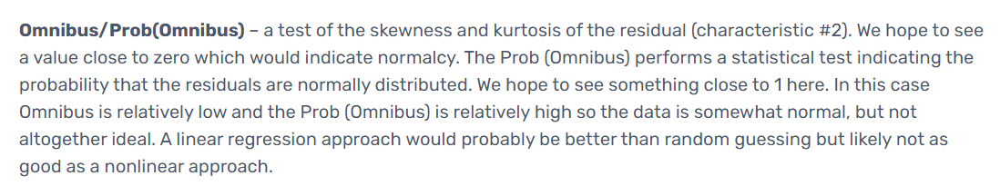 Omnibus/Prob(Omnibus) – a test of the skewness and kurtosis of the residual (characteristic #2). We hope to see
a value close to zero which would indicate normalcy. The Prob (Omnibus) performs a statistical test indicating the
probability that the residuals are normally distributed. We hope to see something close to 1 here. In this case
Omnibus is relatively low and the Prob (Omnibus) is relatively high so the data is somewhat normal, but not
altogether ideal. A linear regression approach would probably be better than random guessing but likely not as
good as a nonlinear approach.